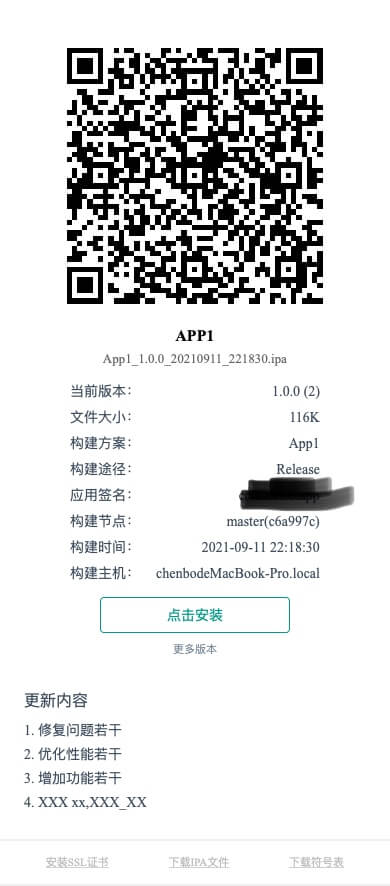 APP1
App1_1.0.0_20210911_221830.ipa
当前版本： 1.0.0 (2)
文件大小： 116K
构建方案： App1
构建途径： Release
应用签名：
构建节点： master(c6a997c)
构建时间： 2021-09-11 22:18:30
构建主机： chenbodeMacBook-Pro.local
点击安装
更多版本
更新内容
1. 修复问题若干
2. 优化性能若干
3. 增加功能若干
4. XXX xx,XXX_XX
安装SSL证书 下载IPA文件 下载符号表